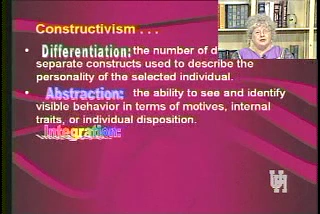 Constructivism . . .
• Differentiation: the number of
separate constructs used to describe the
personality of the selected individual.
• Abstraction: the ability to see and identify
visible behavior in terms of motives, internal
traits, or individual disposition.
Integration: